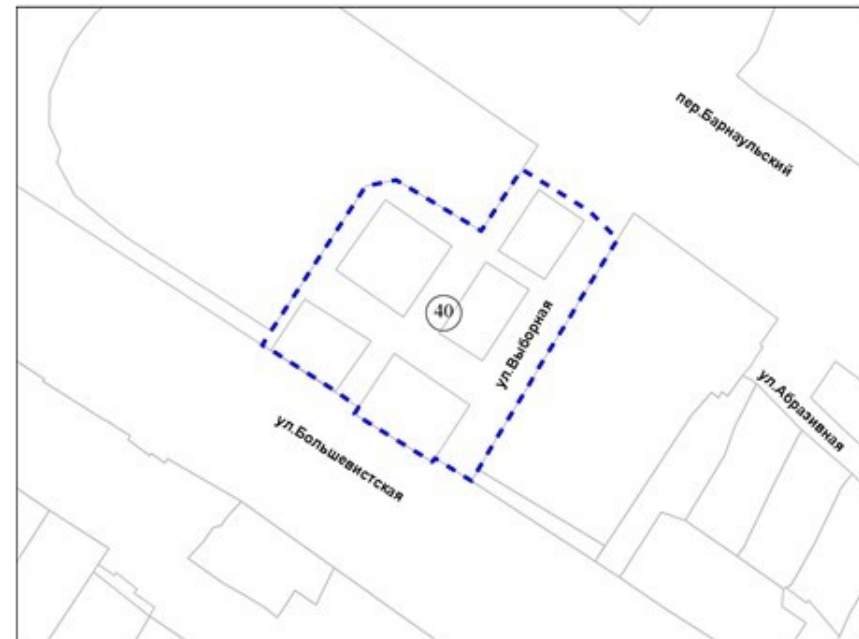 пер.Барнаульский
40
ул.Выборная
ул.Абразивная
ул.Большевистская